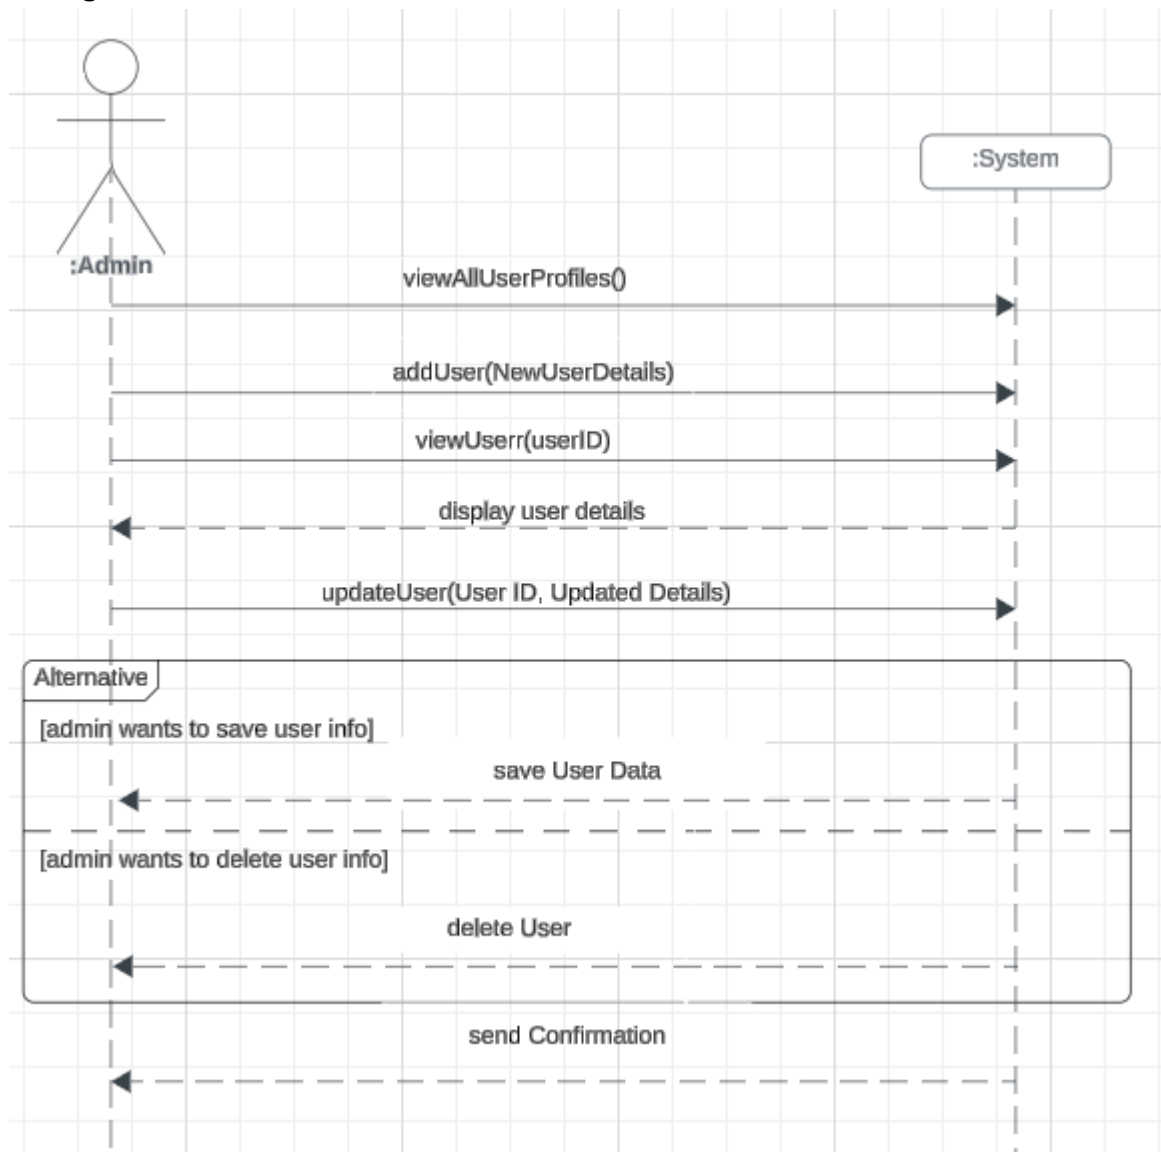 :System
:Admin
viewAllUserProfiles()
addUser(NewUserDetails)
viewUserr(userID)
display user details
updateUser(User ID, Updated Details)
Alternative
[admin wants to save user info]
save User Data
[admin wants to delete user info]
delete User
send Confirmation